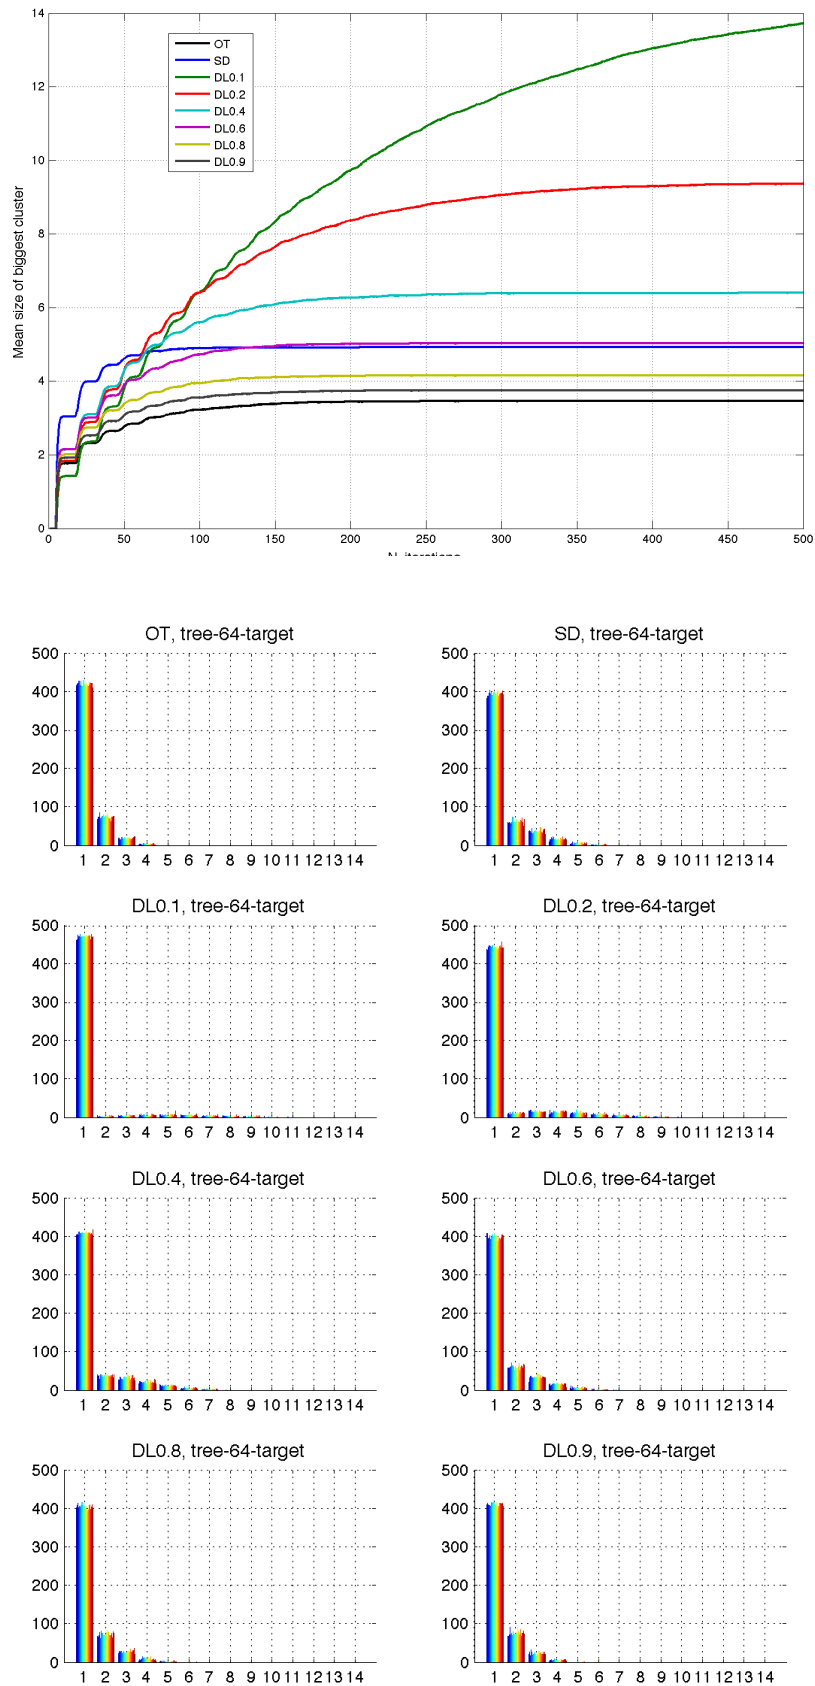 14
12
10
8
6
4
2
0
Mean size of biggest cluster
OT
SD
DL0.1
DL0.2
DL0.4
DL0.6
DL0.8
DL0.9
0 50 100 150 200 250 300 350 400 450 500
OT, tree-64-target
500
400
300
200
100
0
1 2 3 4 5 6 7 8 9 10 11 12 13 14
SD, tree-64-target
500
400
300
200
100
0
1 2 3 4 5 6 7 8 9 10 11 12 13 14
DL0.1, tree-64-target
500
400
300
200
100
0
1 2 3 4 5 6 7 8 9 10 11 12 13 14
DL0.2, tree-64-target
500
400
300
200
100
0
1 2 3 4 5 6 7 8 9 10 11 12 13 14
DL0.4, tree-64-target
500
400
300
200
100
0
1 2 3 4 5 6 7 8 9 10 11 12 13 14
DL0.6, tree-64-target
500
400
300
200
100
0
1 2 3 4 5 6 7 8 9 10 11 12 13 14
DL0.8, tree-64-target
500
400
300
200
100
0
1 2 3 4 5 6 7 8 9 10 11 12 13 14
DL0.9, tree-64-target
500
400
300
200
100
0
1 2 3 4 5 6 7 8 9 10 11 12 13 14